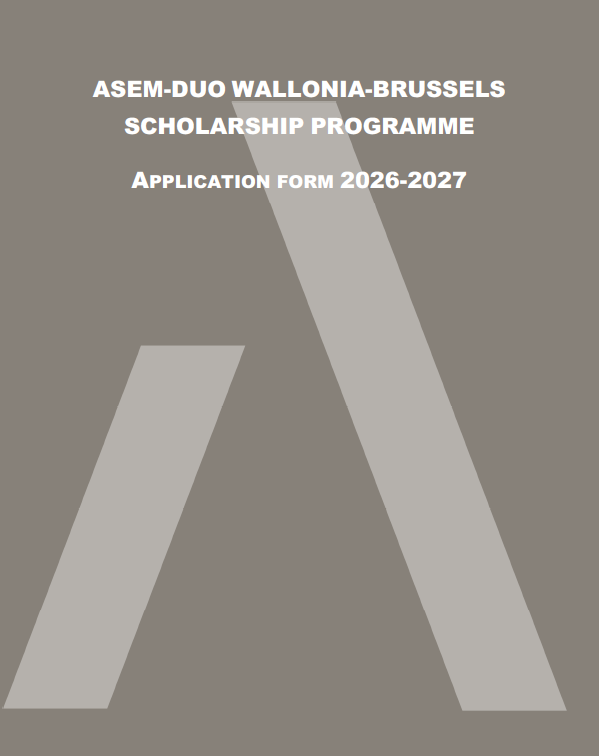 ASEM-DUO WALLONIA-BRUSSELS
SCHOLARSHIP PROGRAMME
APPLICATION FORM 2026-2027